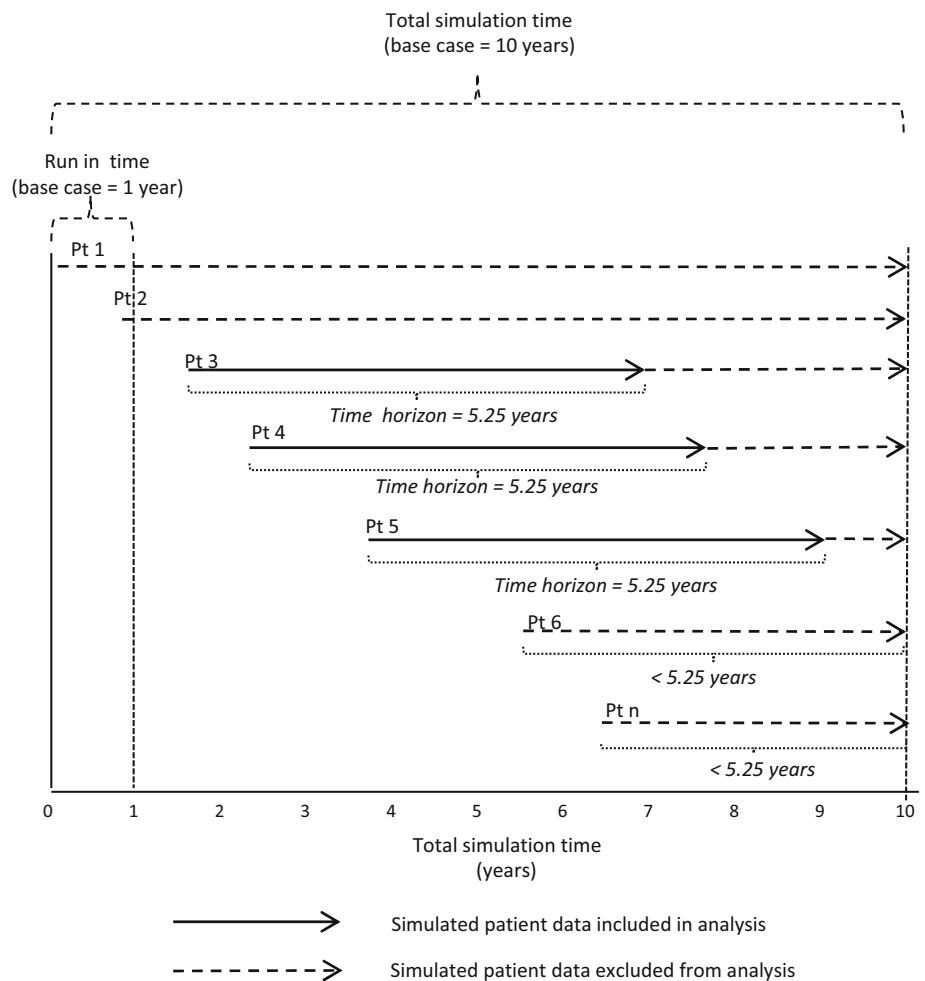 Total simulation time
(base case = 10 years)
Run in time
(base case = 1 year)
Pt 1
Pt 2
Pt 3
Time horizon = 5.25 years
Pt 4
Time horizon = 5.25 years
Pt 5
Time horizon = 5.25 years
Pt 6
< 5.25 years
Pt n
< 5.25 years
0 1 2 3 4 5 6 7 8 9 10
Total simulation time
(years)
Simulated patient data included in analysis
Simulated patient data excluded from analysis